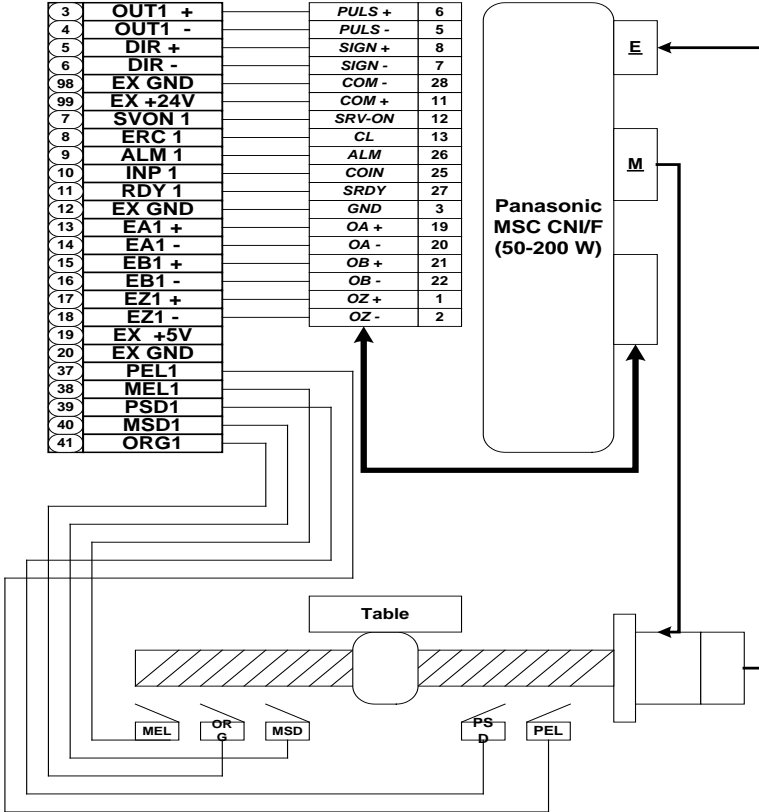 3 OUT1 + PULS + 6
4 OUT1 - PULS - 5
5 DIR + SIGN + 8
6 DIR - SIGN - 7
98 EX GND COM - 28
99 EX +24V COM + 11
7 SVON 1 SRV-ON 12
8 ERC 1 CL 13
9 ALM 1 ALM 26
10 INP 1 COIN 25
11 RDY 1 SRDY 27
12 EX GND GND 3
13 EA1 + OA + 19
14 EA1 - OA - 20
15 EB1 + OB + 21
16 EB1 - OB - 22
17 EZ1 + OZ + 1
18 EZ1 - OZ - 2
19 EX +5V
20 EX GND
37 PEL1
38 MEL1
39 PSD1
40 MSD1
41 ORG1
E
M
Panasonic
MSC CNI/F
(50-200 W)
Table
MEL
OR
G
MSD
PS
D
PEL